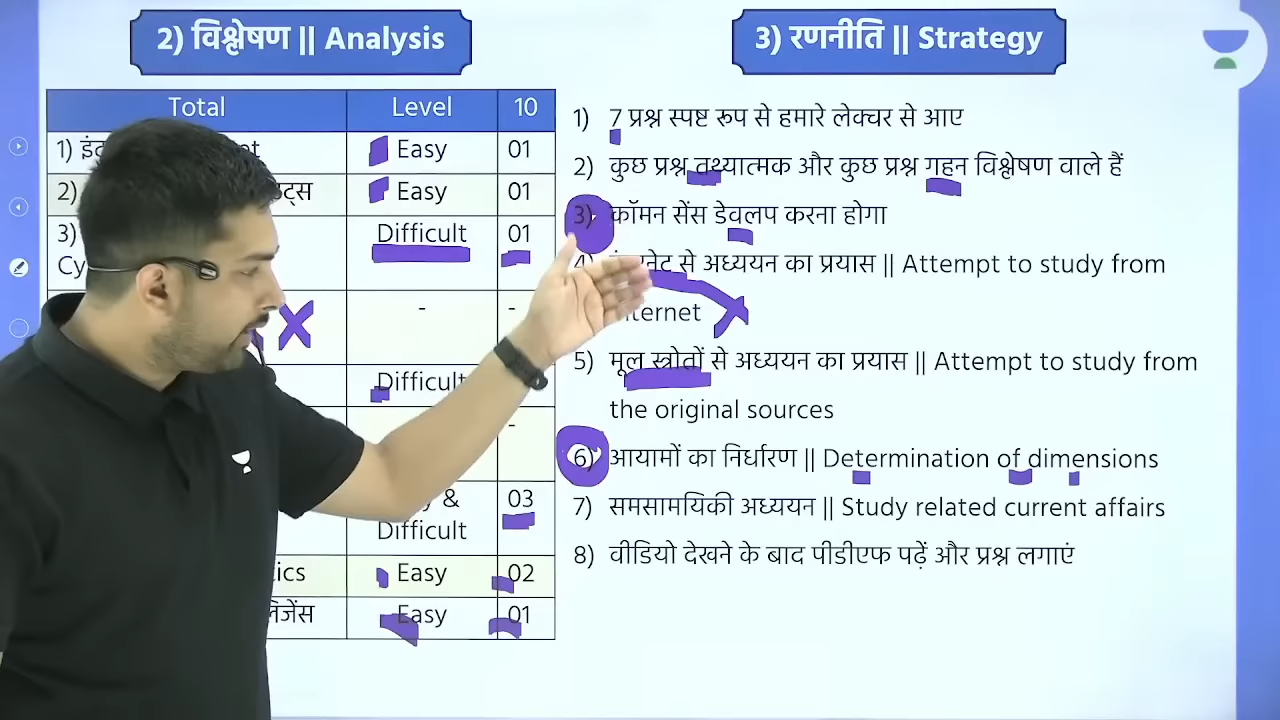 2) विश्लेषण || Analysis
3) रणनीति || Strategy
Total Level 10
1) Easy 01
2) ट्स Easy 01
3) Difficult 01
Cy
- -
Difficult
-
03
Difficult
ics Easy 02
लिजेंस Easy 01
1) 7 प्रश्न स्पष्ट रूप से हमारे लेक्चर से आए
2) कुछ प्रश्न तथ्यात्मक और कुछ प्रश्न गहन विश्लेषण वाले हैं
3) कॉमन सेंस डेवलप करना होगा
4) इंटरनेट से अध्ययन का प्रयास || Attempt to study from
internet
5) मूल स्त्रोतों से अध्ययन का प्रयास || Attempt to study from
the original sources
6) आयामों का निर्धारण || Determination of dimensions
7) समसामयिकी अध्ययन || Study related current affairs
8) वीडियो देखने के बाद पीडीएफ पढ़ें और प्रश्न लगाएं